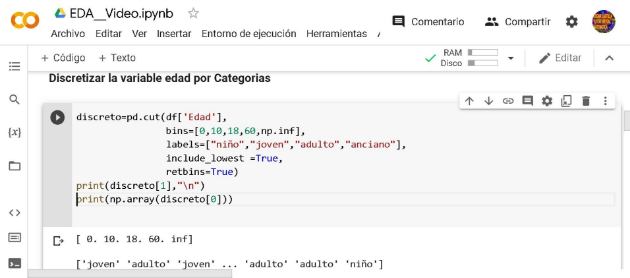 EDA__Video.ipynb
Comentario
Compartir
Archivo Editar Ver Insertar Entorno de ejecución Herramientas
+ Código + Texto
RAM
Disco
Editar
Discretizar la variable edad por Categorias
{x}
discreto=pd.cut(df['Edad'],
bins=[0,10,18,60,np.inf],
labels=["niño","joven","adulto","anciano"],
include_lowest =True,
retbins=True)
print(discreto[1],"\n")
print(np.array(discreto[0]))
[ 0. 10. 18. 60. inf]
['joven' 'adulto' 'joven' ... 'adulto' 'adulto' 'niño']